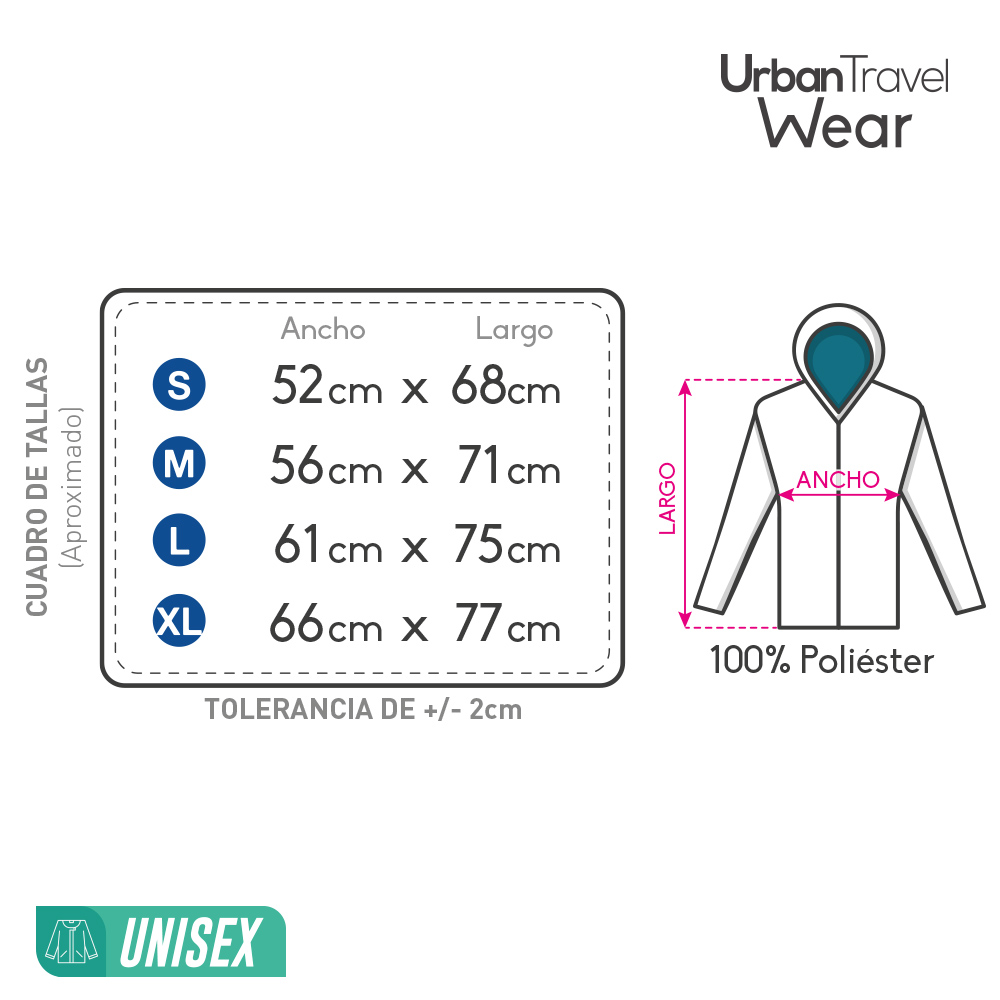 UrbanTravel
Wear
CUADRO DE TALLAS
(Aproximado)
Ancho Largo
S 52cm x 68cm
M 56cm x 71cm
L 61cm x 75cm
XL 66cm x 77cm
TOLERANCIA DE +/- 2cm
LARGO
ANCHO
100% Poliéster
UNISEX